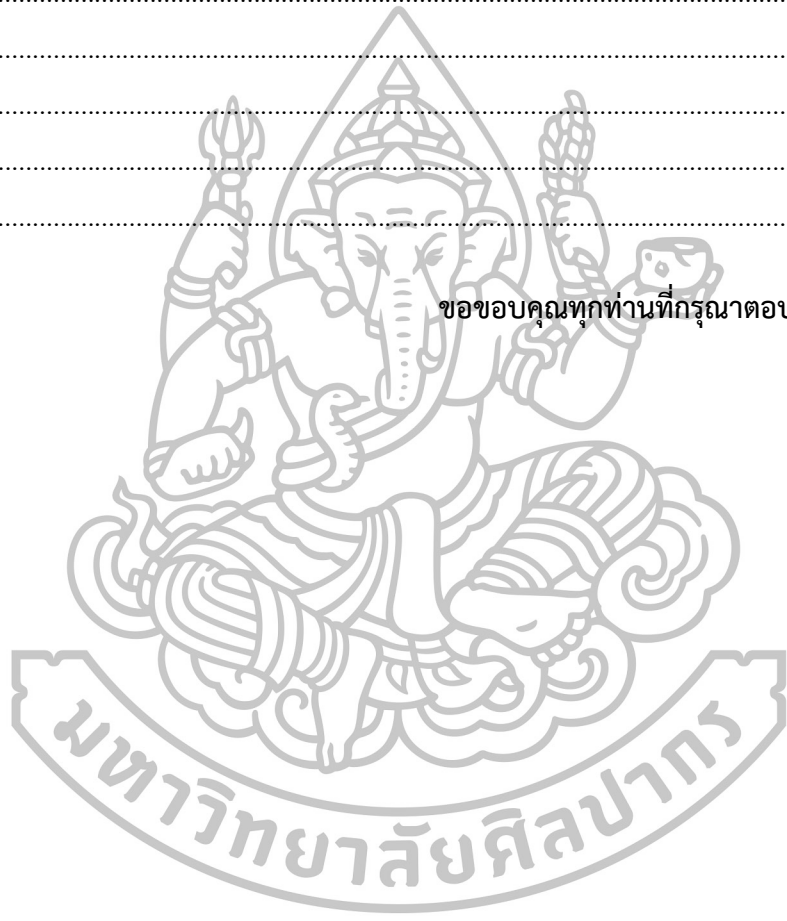 ขอขอบคุณทุกท่านที่กรุณาตอบ
มหาวิทยาลัยศิลปากร